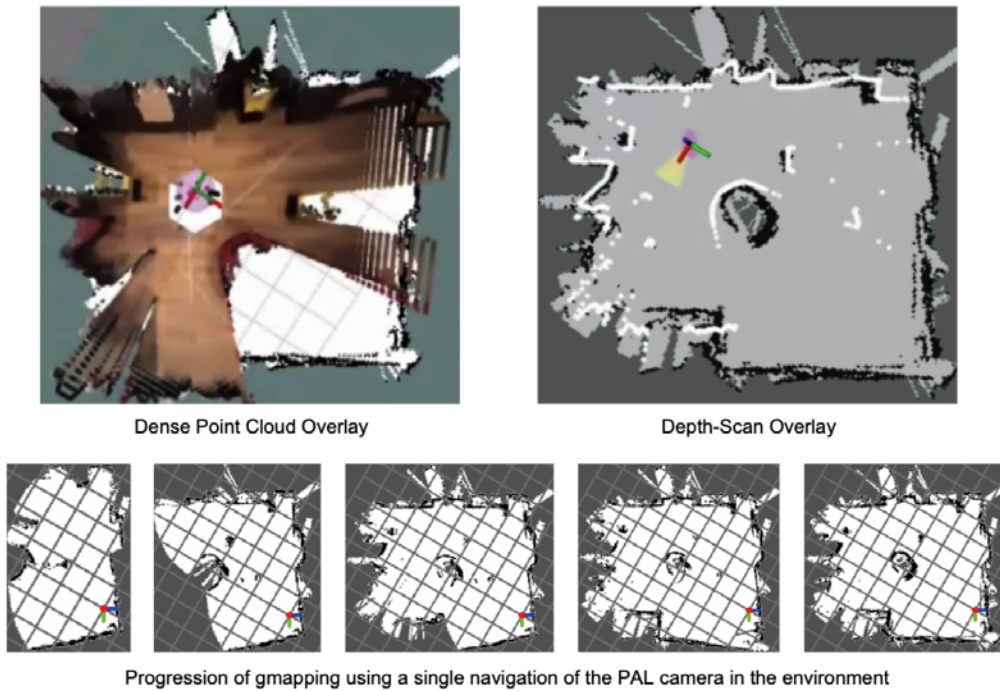 Dense Point Cloud Overlay
Depth-Scan Overlay
Progression of gmapping using a single navigation of the PAL camera in the environment